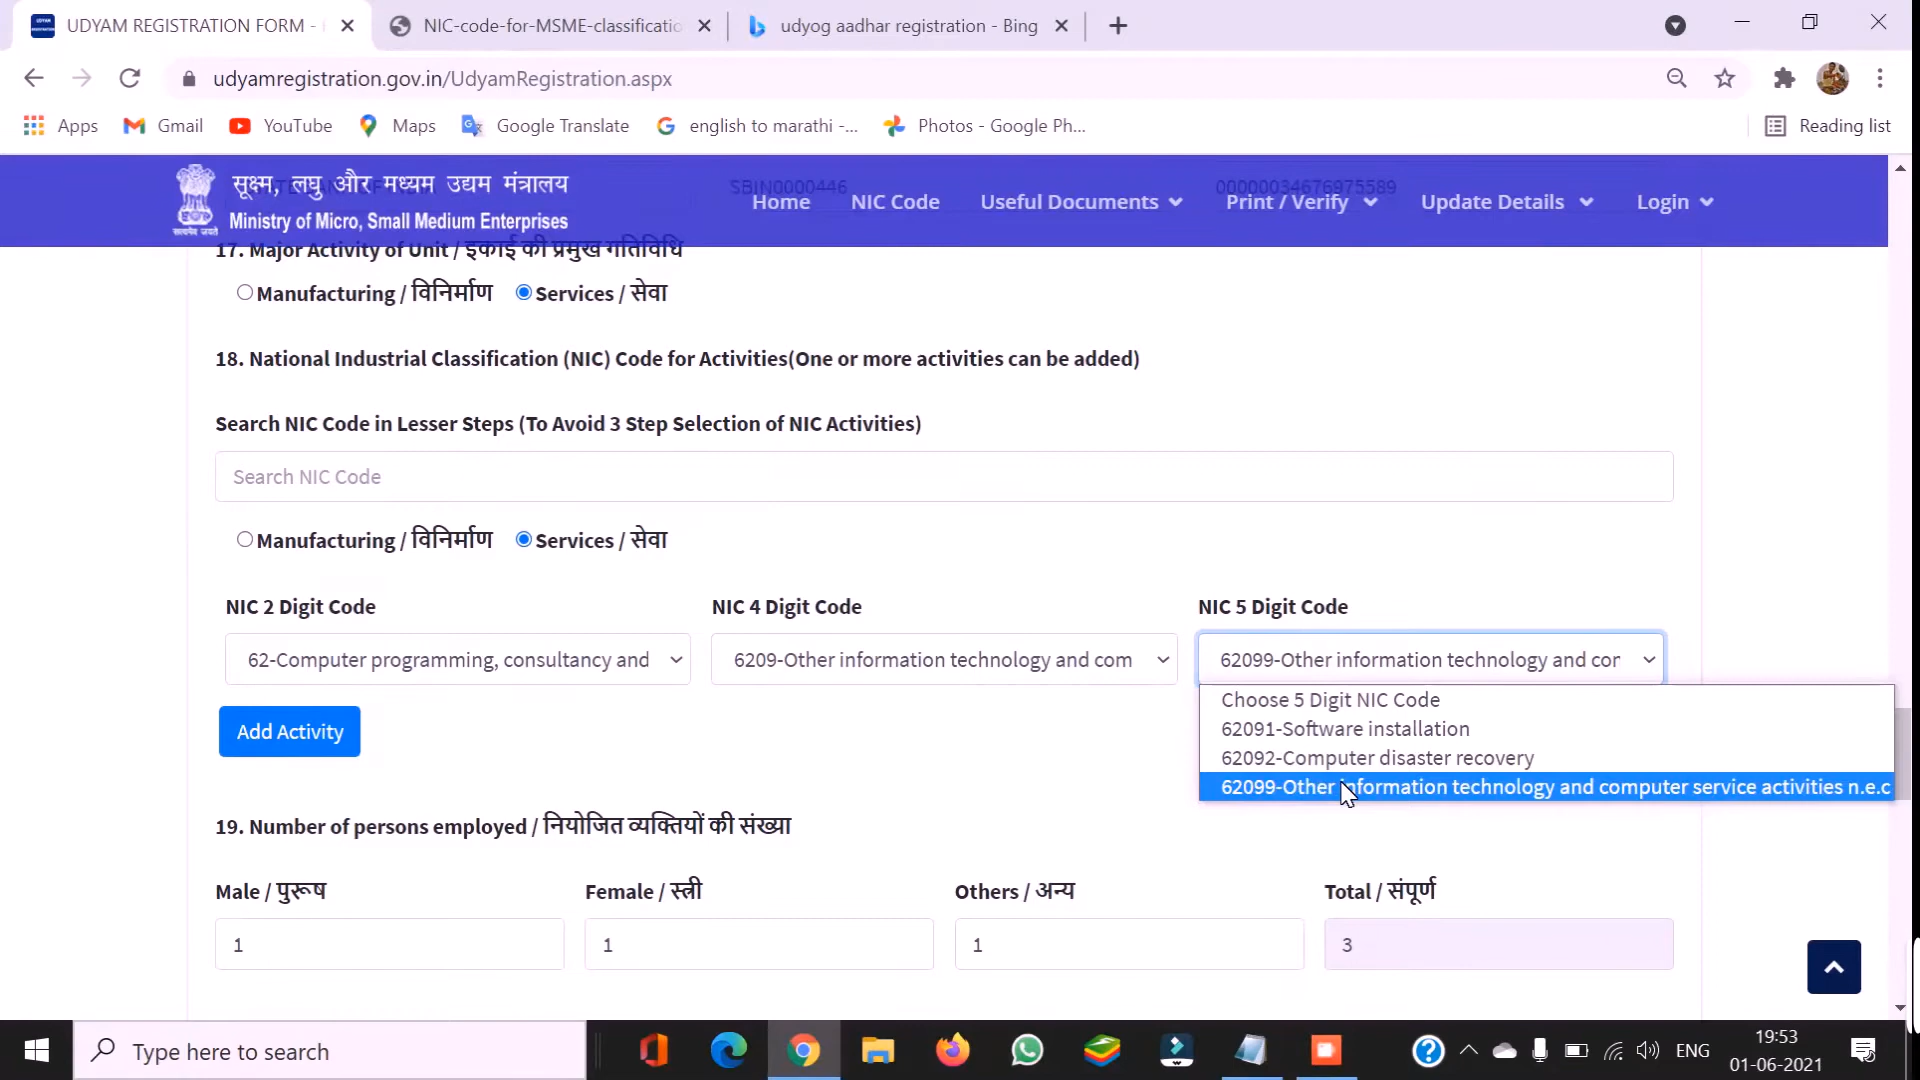 UDYAM REGISTRATION FORM -
NIC-code-for-MSME-classificatio
udyog aadhar registration - Bing
udyamregistration.gov.in/UdyamRegistration.aspx
Apps
Gmail
YouTube
Maps
Google Translate
english to marathi -...
Photos - Google Ph...
Reading list
सूक्ष्म, लघु और मध्यम उद्यम मंत्रालय
Ministry of Micro, Small Medium Enterprises
SBIN0000446
00000034676975589
Home
NIC Code
Useful Documents
Print / Verify
Update Details
Login
17. Major Activity of Unit / इकाई की प्रमुख गतिविधि
Manufacturing / विनिर्माण Services / सेवा
18. National Industrial Classification (NIC) Code for Activities(One or more activities can be added)
Search NIC Code in Lesser Steps (To Avoid 3 Step Selection of NIC Activities)
Search NIC Code
Manufacturing / विनिर्माण Services / सेवा
NIC 2 Digit Code
NIC 4 Digit Code
NIC 5 Digit Code
62-Computer programming, consultancy and
6209-Other information technology and com
62099-Other information technology and cor
Choose 5 Digit NIC Code
62091-Software installation
62092-Computer disaster recovery
62099-Other information technology and computer service activities n.e.c
Add Activity
19. Number of persons employed / नियोजित व्यक्तियों की संख्या
Male / पुरूष
Female / स्त्री
Others / अन्य
Total / संपूर्ण
1
1
1
3
Type here to search
ENG
19:53
01-06-2021